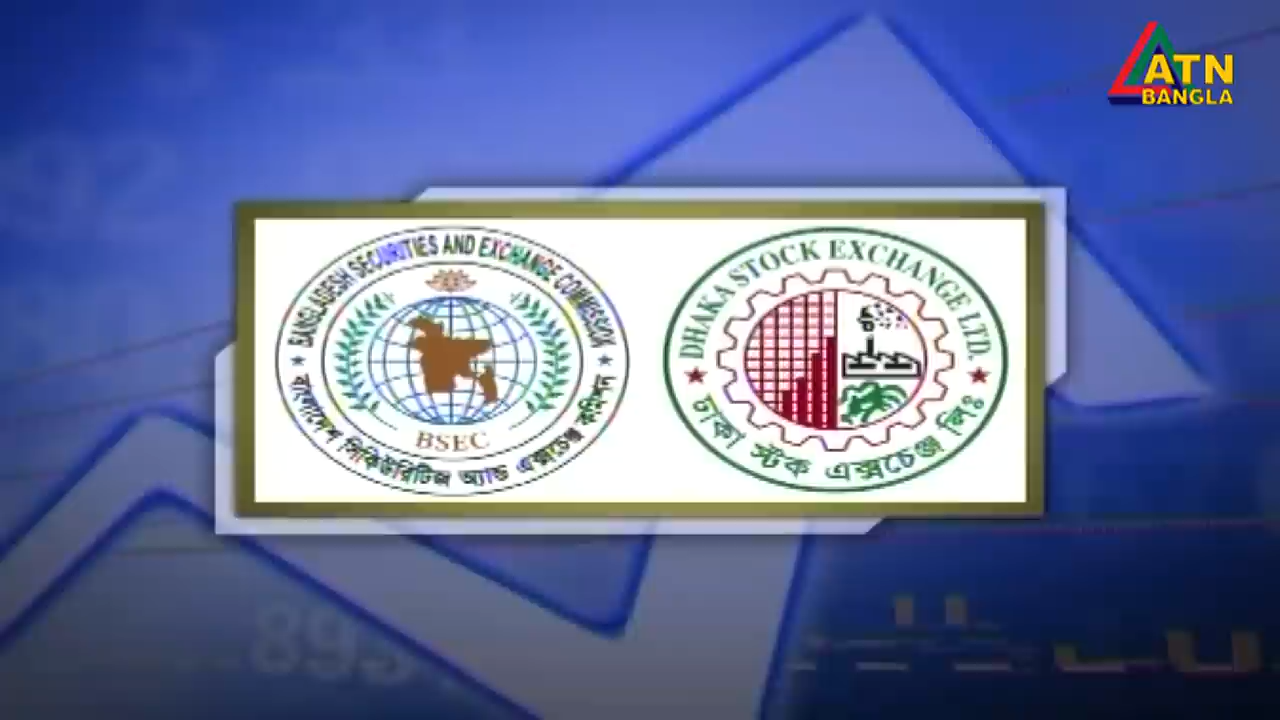 ATN
BANGLA
BANGLADESH SECURITIES AND EXCHANGE COMMISSION
BSEC
বাংলাদেশ সিকিউরিটিজ অ্যান্ড এক্সচেঞ্জ কমিশন
DHAKA STOCK EXCHANGE LTD.
ঢাকা স্টক এক্সচেঞ্জ লিঃ